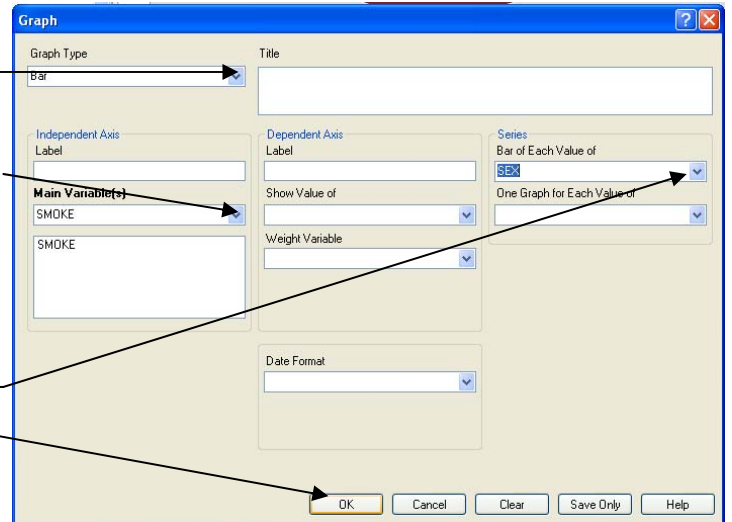 Graph
Graph Type
Title
Bar
Independent Axis
Label
Main Variable(s)
SMOKE
SMOKE
Dependent Axis
Label
Show Value of
Weight Variable
Date Format
Series
Bar of Each Value of
SEX
One Graph for Each Value of
OK
Cancel
Clear
Save Only
Help